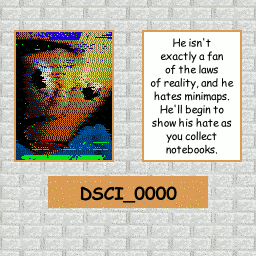 He isn't
exactly a fan
of the laws
of reality, and he
hates minimaps.
He'll begin to
show his hate as
you collect
notebooks.
DSCI_0000